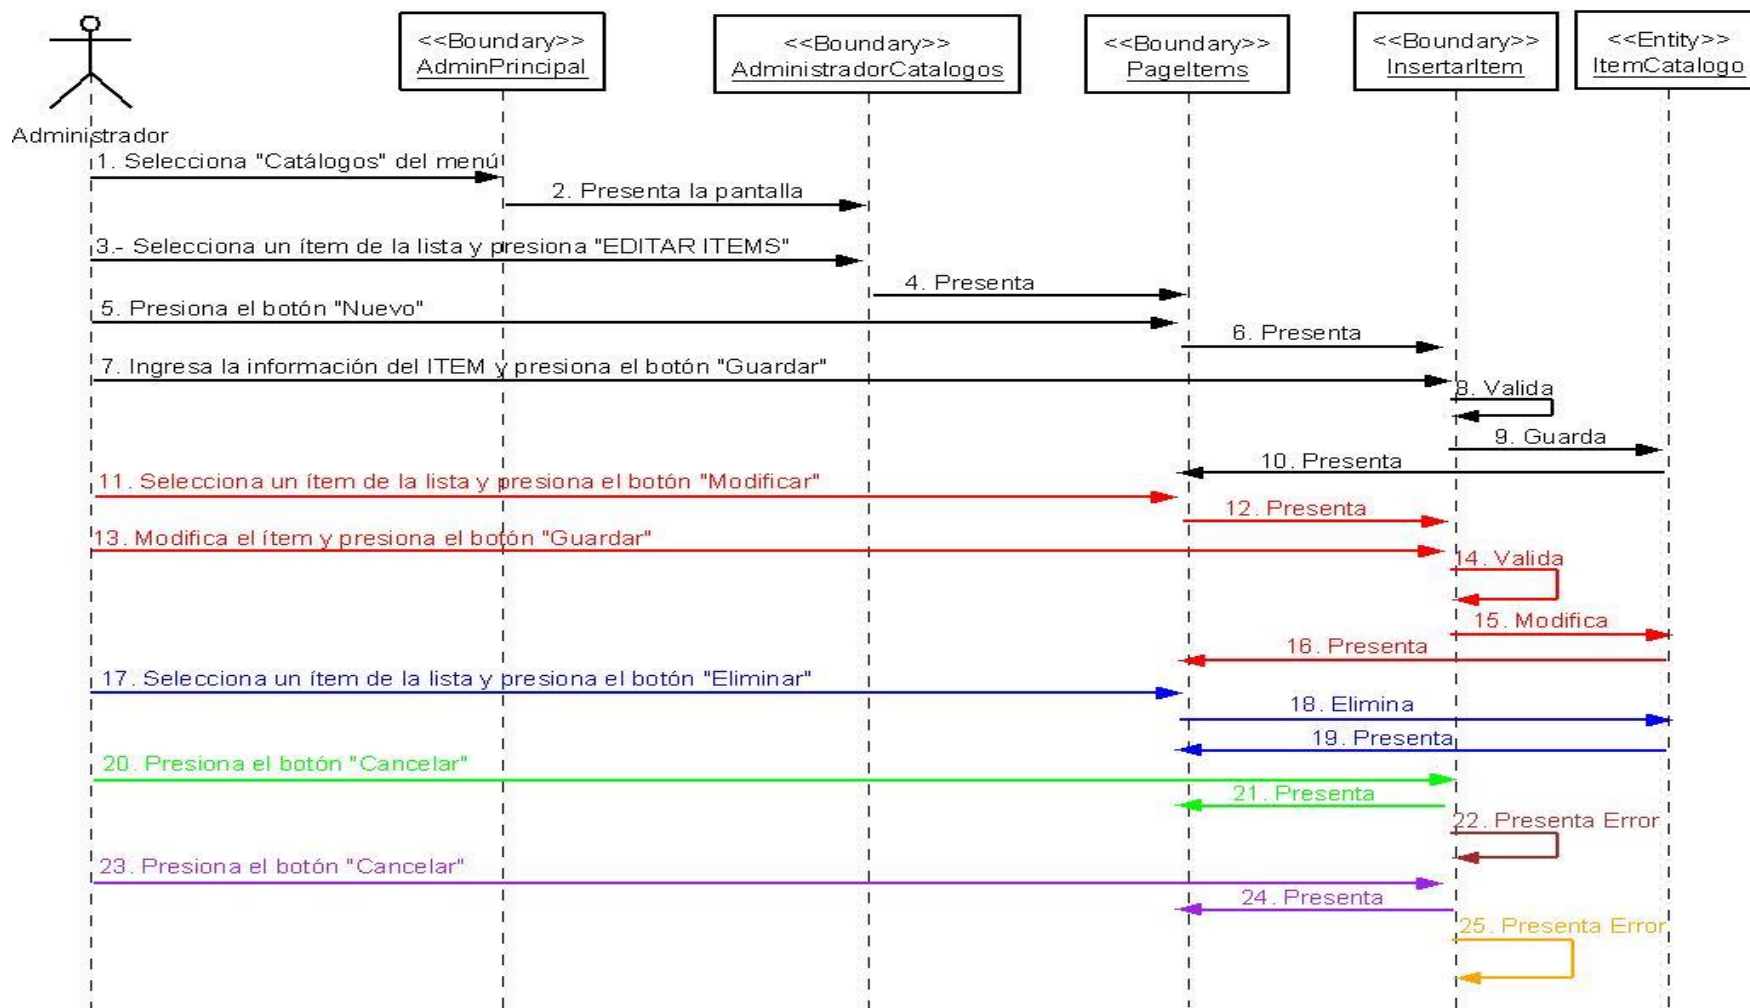 <<Boundary>>
AdminPrincipal
<<Boundary>>
AdministradorCatalogos
<<Boundary>>
PageItems
<<Boundary>>
InsertarItem
<<Entity>>
ItemCatalogo
Administrador
1. Selecciona "Catálogos" del menú
2. Presenta la pantalla
3.- Selecciona un ítem de la lista y presiona "EDITAR ITEMS"
4. Presenta
5. Presiona el botón "Nuevo"
6. Presenta
7. Ingresa la información del ITEM y presiona el botón "Guardar"
8. Valida
9. Guarda
10. Presenta
11. Selecciona un ítem de la lista y presiona el botón "Modificar"
12. Presenta
13. Modifica el ítem y presiona el botón "Guardar"
14. Valida
15. Modifica
16. Presenta
17. Selecciona un ítem de la lista y presiona el botón "Eliminar"
18. Elimina
19. Presenta
20. Presiona el botón "Cancelar"
21. Presenta
22. Presenta Error
23. Presiona el botón "Cancelar"
24. Presenta
25. Presenta Error